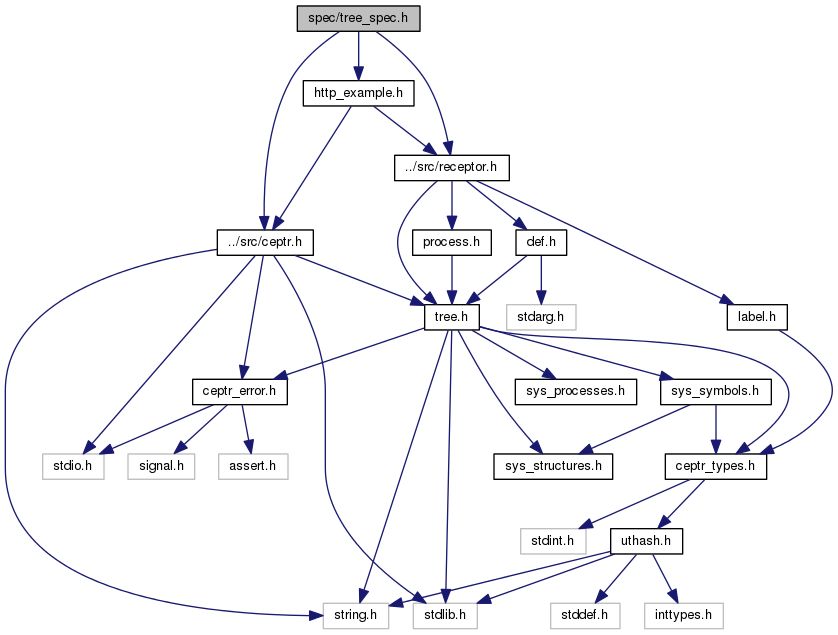 spec/tree_spec.h
http_example.h
../src/receptor.h
../src/ceptr.h
process.h
def.h
tree.h
stdarg.h
label.h
ceptr_error.h
sys_processes.h
sys_symbols.h
stdio.h
signal.h
assert.h
sys_structures.h
ceptr_types.h
stdint.h
uthash.h
string.h
stdlib.h
stddef.h
inttypes.h